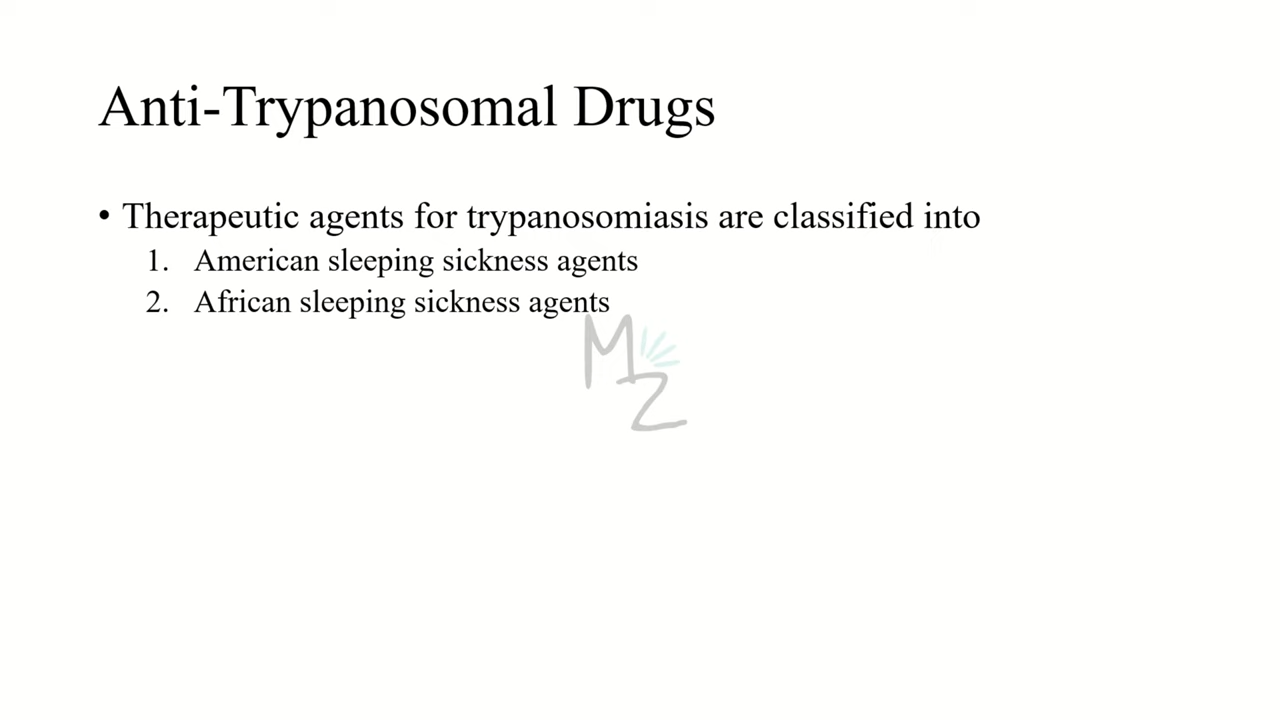 Anti-Trypanosomal Drugs
• Therapeutic agents for trypanosomiasis are classified into
1. American sleeping sickness agents
2. African sleeping sickness agents
MZ